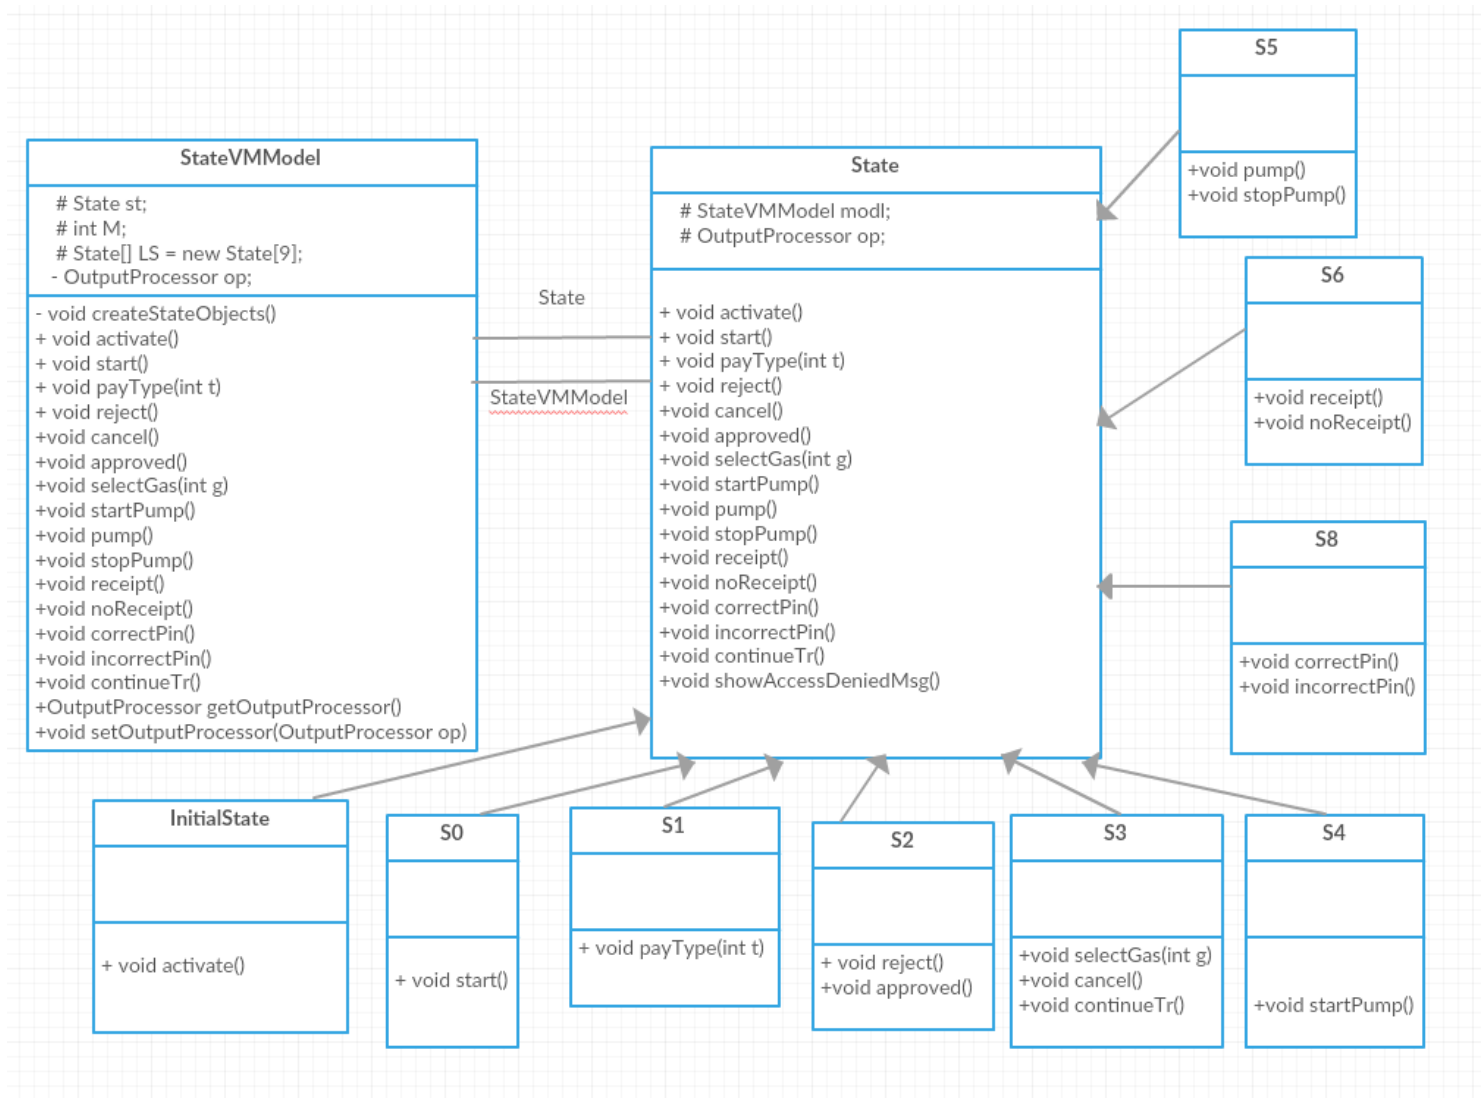 StateVMModel
# State st;
# int M;
# State[] LS = new State[9];
- OutputProcessor op;
- void createStateObjects()
+ void activate()
+ void start()
+ void payType(int t)
+ void reject()
+void cancel()
+void approved()
+void selectGas(int g)
+void startPump()
+void pump()
+void stopPump()
+void receipt()
+void noReceipt()
+void correctPin()
+void incorrectPin()
+void continueTr()
+OutputProcessor getOutputProcessor()
+void setOutputProcessor(OutputProcessor op)
State
StateVMModel
State
# StateVMModel modl;
# OutputProcessor op;
+ void activate()
+ void start()
+ void payType(int t)
+ void reject()
+void cancel()
+void approved()
+void selectGas(int g)
+void startPump()
+void pump()
+void stopPump()
+void receipt()
+void noReceipt()
+void correctPin()
+void incorrectPin()
+void continueTr()
+void showAccessDeniedMsg()
S5
+void pump()
+void stopPump()
S6
+void receipt()
+void noReceipt()
S8
+void correctPin()
+void incorrectPin()
InitialState
+ void activate()
S0
+ void start()
S1
+ void payType(int t)
S2
+ void reject()
+void approved()
S3
+void selectGas(int g)
+void cancel()
+void continueTr()
S4
+void startPump()